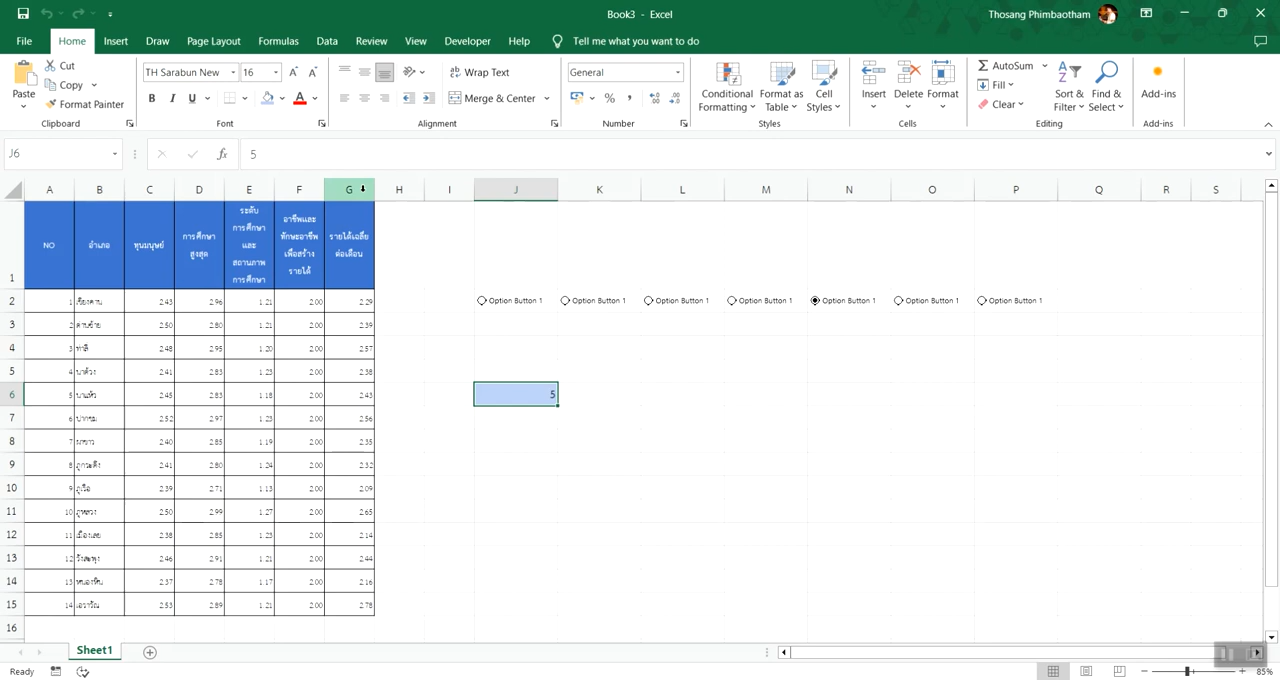 Book3 - Excel
Thosang Phimbaotham
File Home Insert Draw Page Layout Formulas Data Review View Developer Help Tell me what you want to do
Paste
Cut
Copy
Format Painter
Clipboard
TH Sarabun New 16
B I U
Font
Wrap Text
Merge & Center
Alignment
General
Number
Conditional Formatting
Format as Table
Cell Styles
Styles
Insert Delete Format
Cells
AutoSum
Fill
Clear
Sort & Filter
Find & Select
Editing
Add-ins
Add-ins
J6 fx 5
A B C D E F G H I J K L M N O P Q R S
1 NO อำเภอ ทุนมนุษย์ การศึกษาสูงสุด ระดับการศึกษาและสถานภาพการศึกษา อาชีพและทักษะอาชีพเพื่อสร้างรายได้ รายได้เฉลี่ยต่อเดือน
2 1 เชียงคาน 2.43 2.96 1.21 2.00 2.29 Option Button 1 Option Button 1 Option Button 1 Option Button 1 Option Button 1 Option Button 1 Option Button 1
3 2 ด่านซ้าย 2.50 2.80 1.21 2.00 2.39
4 3 ท่าลี่ 2.48 2.95 1.20 2.00 2.57
5 4 นาด้วง 2.41 2.83 1.23 2.00 2.38
6 5 นาแห้ว 2.45 2.83 1.18 2.00 2.43 5
7 6 ปากชม 2.52 2.97 1.23 2.00 2.56
8 7 ผาขาว 2.40 2.85 1.19 2.00 2.35
9 8 ภูกระดึง 2.41 2.80 1.24 2.00 2.32
10 9 ภูเรือ 2.39 2.71 1.13 2.00 2.09
11 10 ภูหลวง 2.50 2.99 1.27 2.00 2.65
12 11 เมืองเลย 2.38 2.85 1.23 2.00 2.14
13 12 วังสะพุง 2.46 2.91 1.21 2.00 2.44
14 13 หนองหิน 2.37 2.78 1.17 2.00 2.16
15 14 เอราวัณ 2.53 2.89 1.21 2.00 2.78
16
Sheet1
Ready
85%